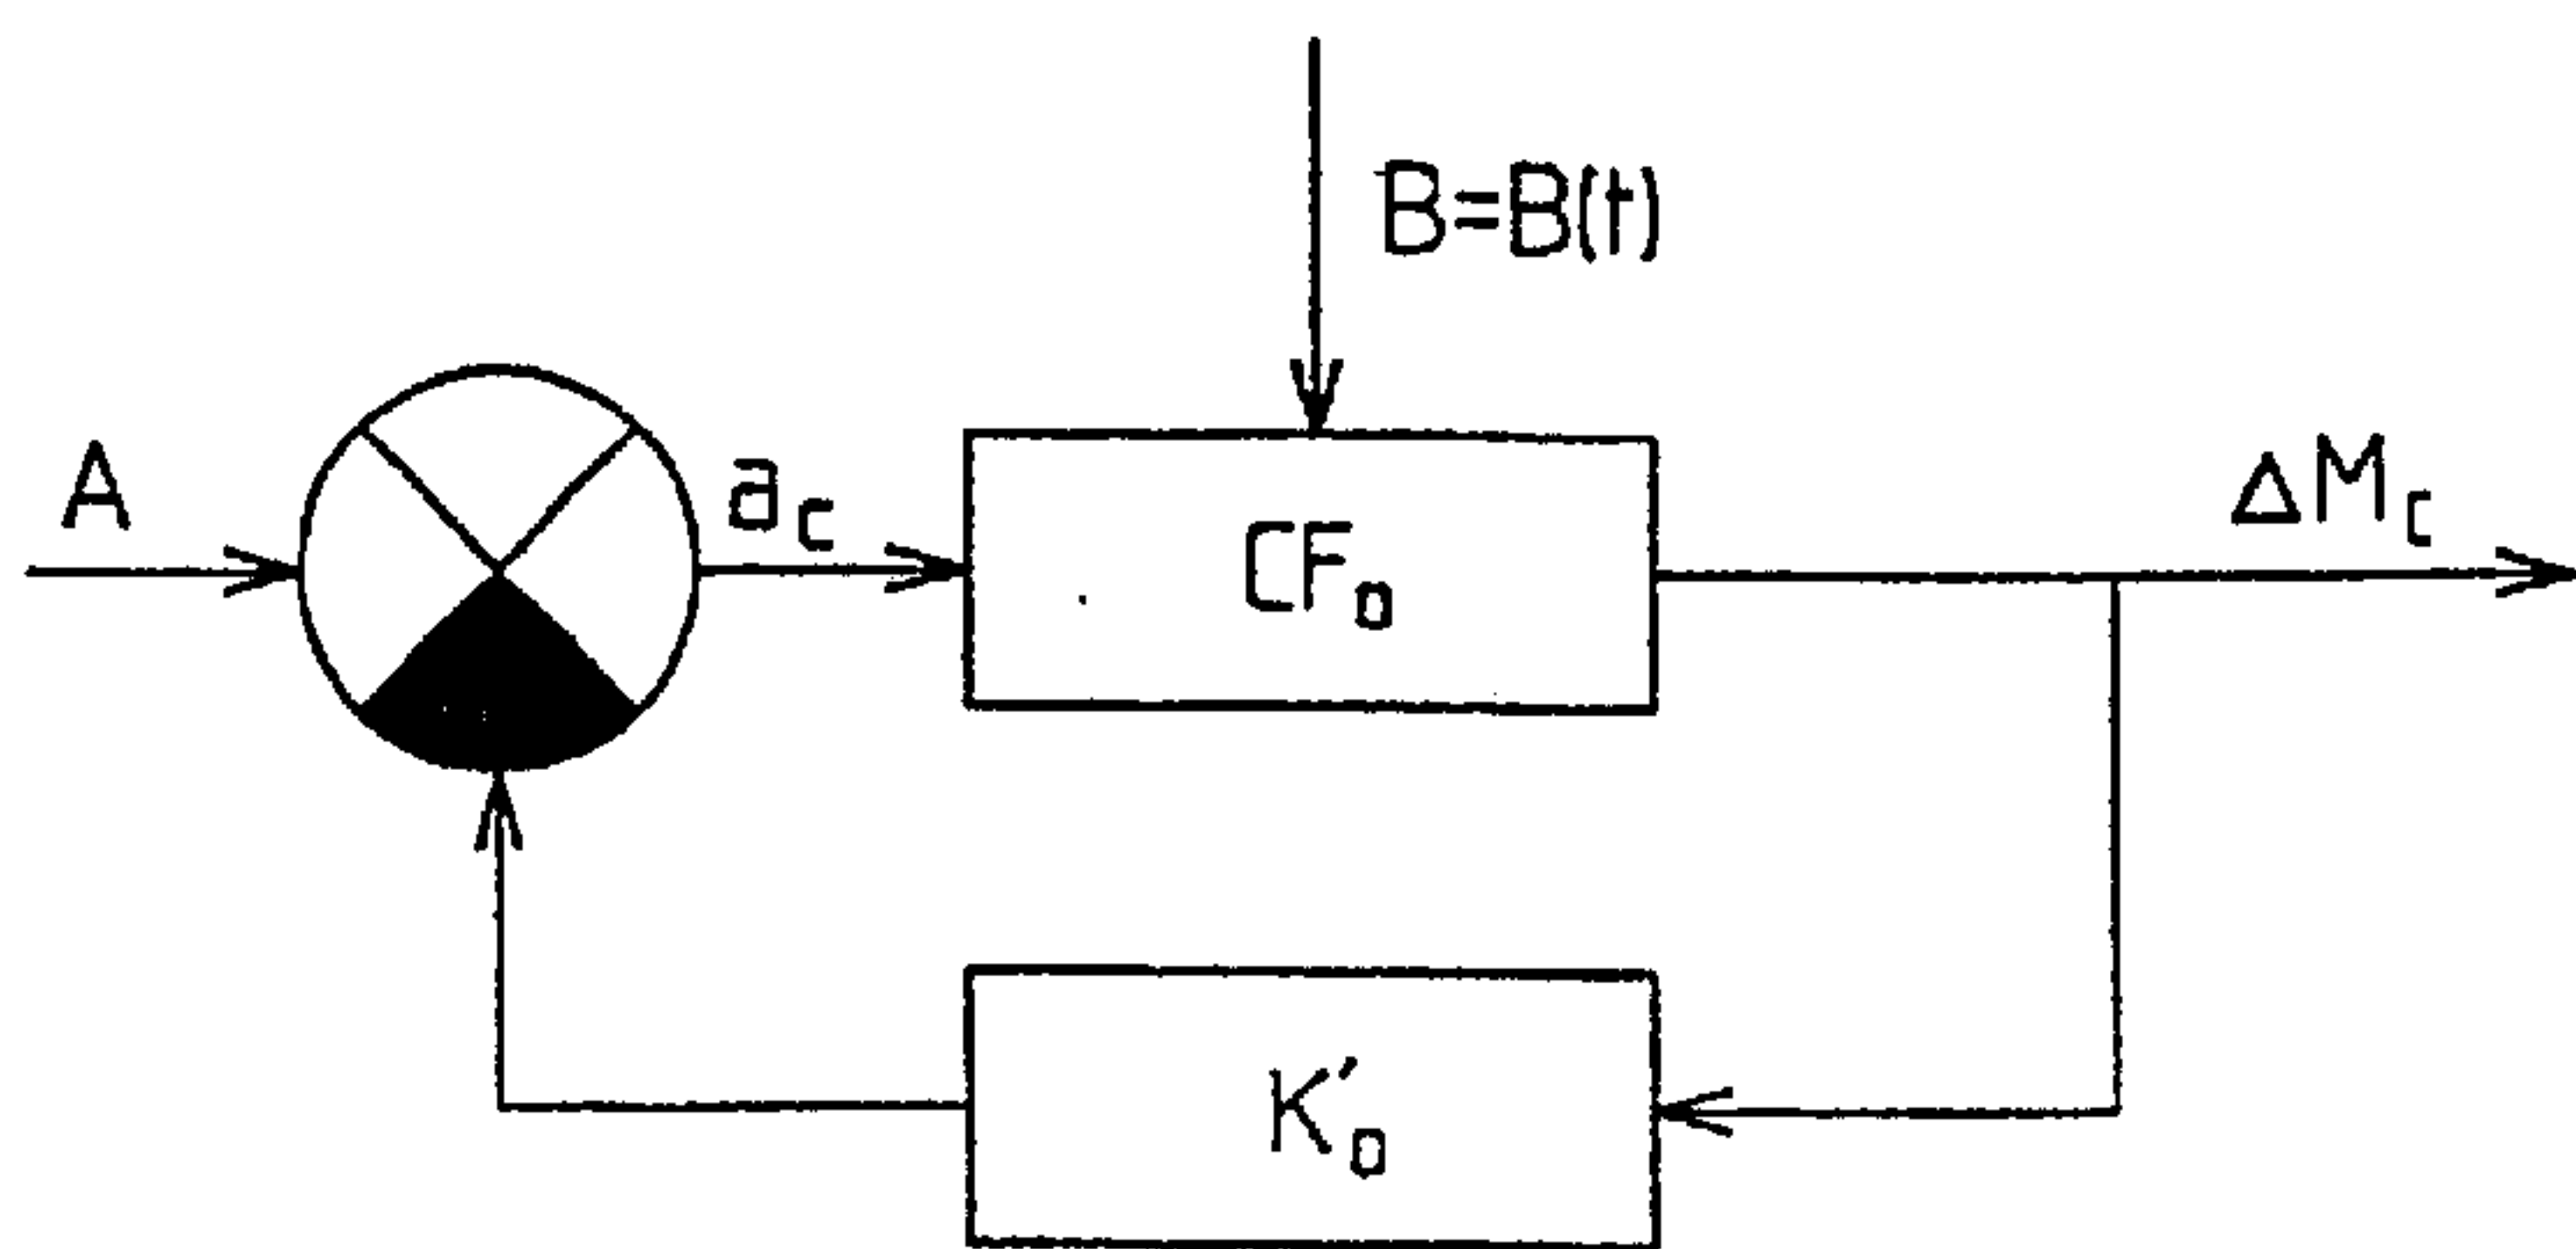 B=B(t)
A
a_c
CF_0
ΔM_c
K'_0